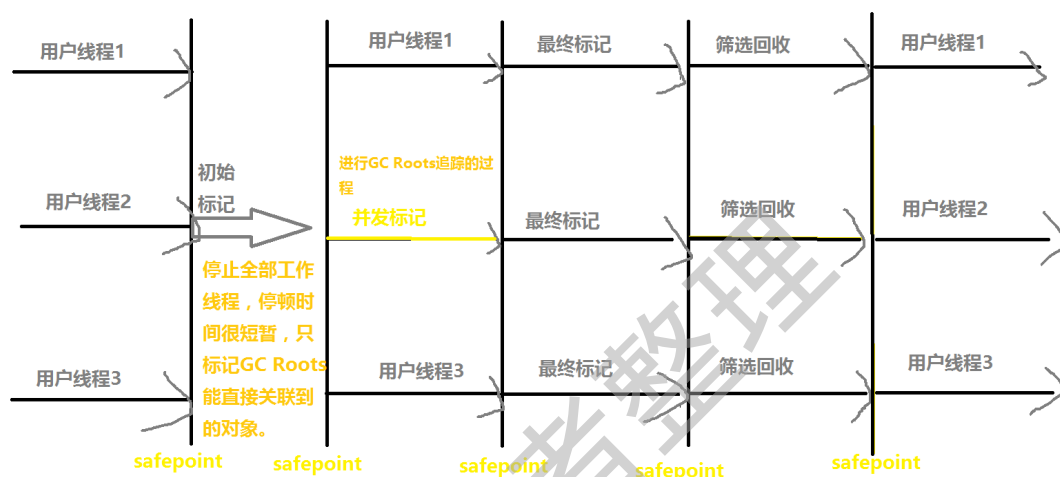 用户线程1
用户线程1
最终标记
筛选回收
用户线程1
初始
标记
进行GC Roots追踪的过
程
并发标记
用户线程2
最终标记
筛选回收
用户线程2
停止全部工作
线程，停顿时
间很短暂，只
标记GC Roots
能直接关联到
的对象。
用户线程3
用户线程3
最终标记
筛选回收
用户线程3
safepoint
safepoint
safepoint
safepoint
safepoint
者整理